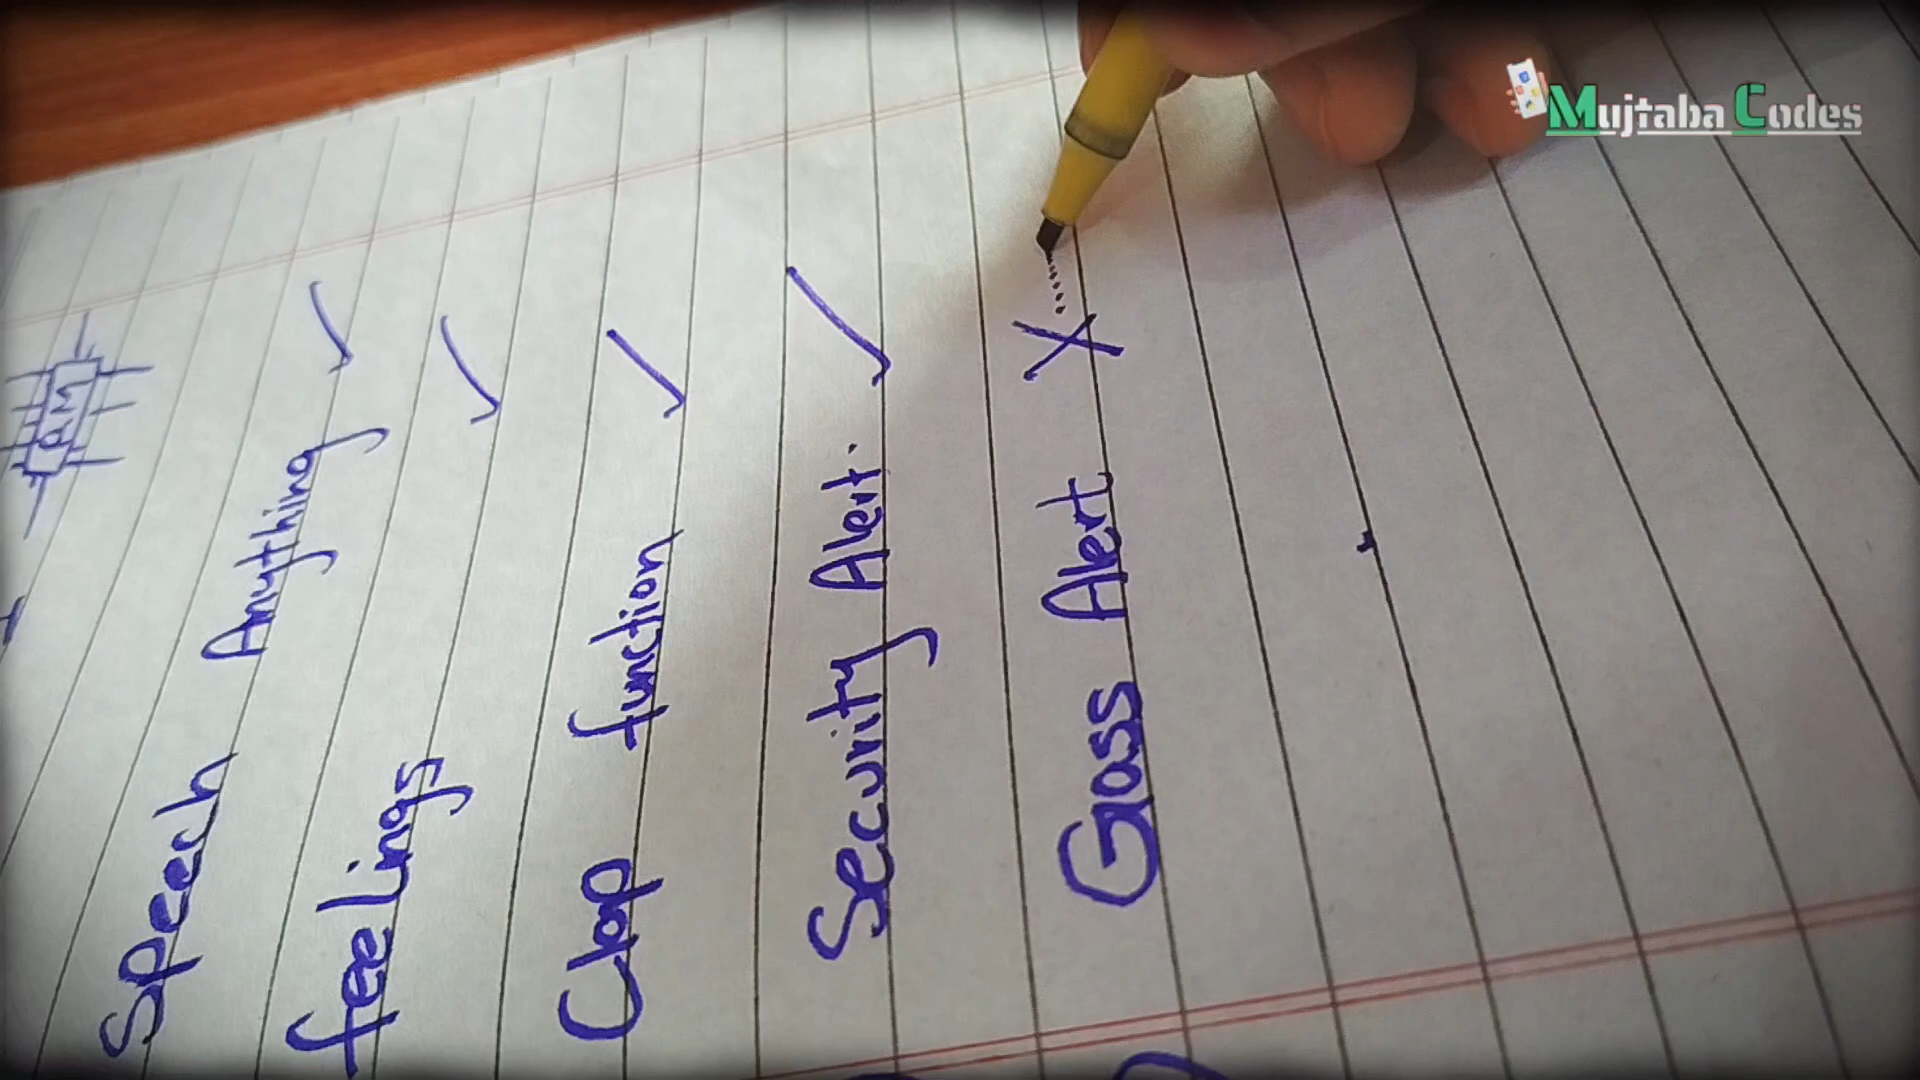 Mujtaba Codes
Speech Anything ✓
feelings ✓
Clap function ✓
Security Alert. ✓
Gass Alert X......